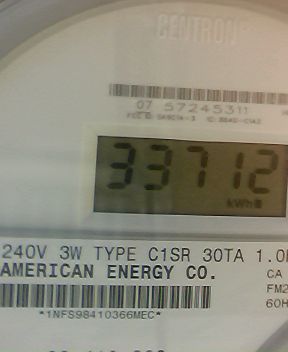 CENTRON
07 57245311
33712
kWh
240V 3W TYPE C1SR 30TA 1.0
AMERICAN ENERGY CO.
CA
FM2
60H
*1NFS98410366MEC*